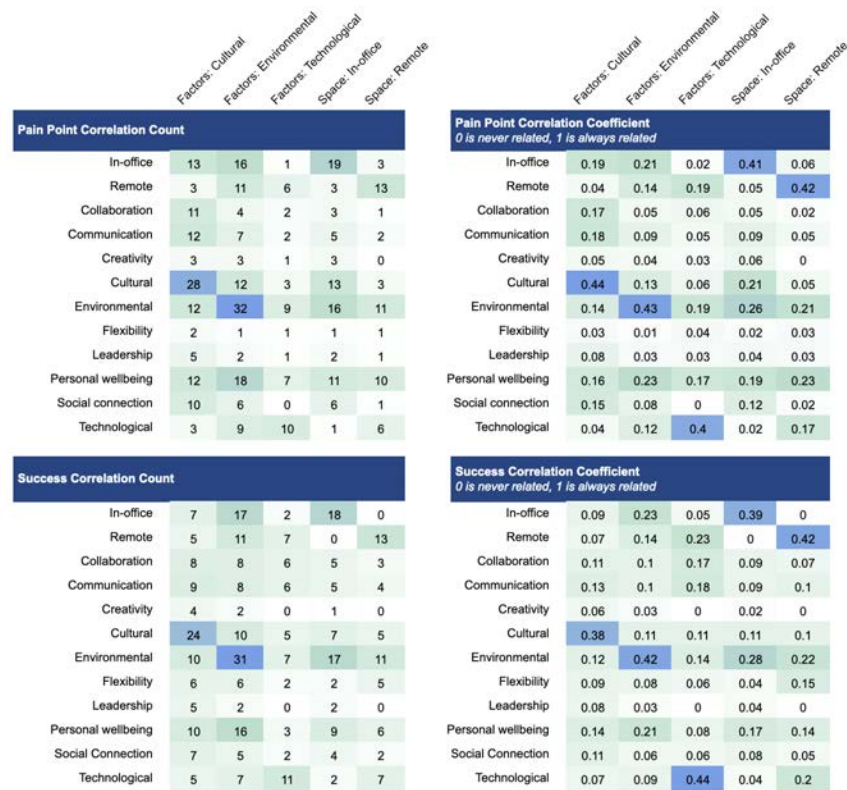 Factors: Cultural
Factors: Environmental
Factors: Technological
Space: In-office
Space: Remote
Pain Point Correlation Count
In-office 13 16 1 19 3
Remote 3 11 6 3 13
Collaboration 11 4 2 3 1
Communication 12 7 2 5 2
Creativity 3 3 1 3 0
Cultural 28 12 3 13 3
Environmental 12 32 9 16 11
Flexibility 2 1 1 1 1
Leadership 5 2 1 2 1
Personal wellbeing 12 18 7 11 10
Social connection 10 6 0 6 1
Technological 3 9 10 1 6
Factors: Cultural
Factors: Environmental
Factors: Technological
Space: In-office
Space: Remote
Pain Point Correlation Coefficient
0 is never related, 1 is always related
In-office 0.19 0.21 0.02 0.41 0.06
Remote 0.04 0.14 0.19 0.05 0.42
Collaboration 0.17 0.05 0.06 0.05 0.02
Communication 0.18 0.09 0.05 0.09 0.05
Creativity 0.05 0.04 0.03 0.06 0
Cultural 0.44 0.13 0.06 0.21 0.05
Environmental 0.14 0.43 0.19 0.26 0.21
Flexibility 0.03 0.01 0.04 0.02 0.03
Leadership 0.08 0.03 0.03 0.04 0.03
Personal wellbeing 0.16 0.23 0.17 0.19 0.23
Social connection 0.15 0.08 0 0.12 0.02
Technological 0.04 0.12 0.4 0.02 0.17
Success Correlation Count
In-office 7 17 2 18 0
Remote 5 11 7 0 13
Collaboration 8 8 6 5 3
Communication 9 8 6 5 4
Creativity 4 2 0 1 0
Cultural 24 10 5 7 5
Environmental 10 31 7 17 11
Flexibility 6 6 2 2 5
Leadership 5 2 0 2 0
Personal wellbeing 10 16 3 9 6
Social Connection 7 5 2 4 2
Technological 5 7 11 2 7
Success Correlation Coefficient
0 is never related, 1 is always related
In-office 0.09 0.23 0.05 0.39 0
Remote 0.07 0.14 0.23 0 0.42
Collaboration 0.11 0.1 0.17 0.09 0.07
Communication 0.13 0.1 0.18 0.09 0.1
Creativity 0.06 0.03 0 0.02 0
Cultural 0.38 0.11 0.11 0.11 0.1
Environmental 0.12 0.42 0.14 0.28 0.22
Flexibility 0.09 0.08 0.06 0.04 0.15
Leadership 0.08 0.03 0 0.04 0
Personal wellbeing 0.14 0.21 0.08 0.17 0.14
Social Connection 0.11 0.06 0.06 0.08 0.05
Technological 0.07 0.09 0.44 0.04 0.2